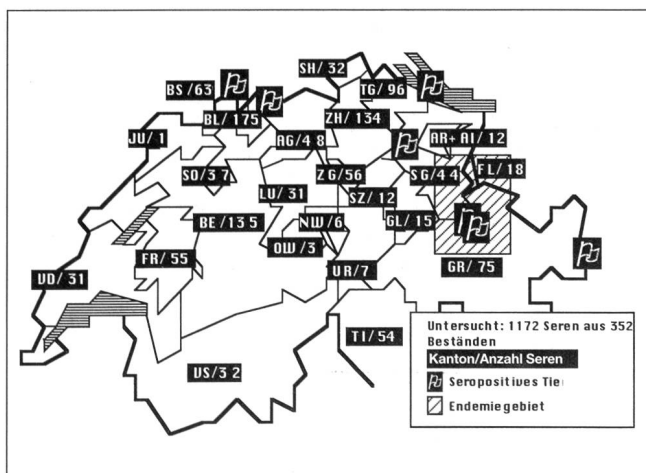 SH/32
BS/63
TG/96
BL/175
ZH/134
JU/1
AG/48
AR+AI/12
SO/37
ZG/56
SG/44
FL/18
LU/31
SZ/12
BE/135
NW/6
GL/15
OW/3
FR/55
GR/75
UR/7
VD/31
TI/54
VS/32
Untersucht: 1172 Seren aus 352
Beständen
Kanton/Anzahl Seren
Seropositives Tie
Endemiegebiet